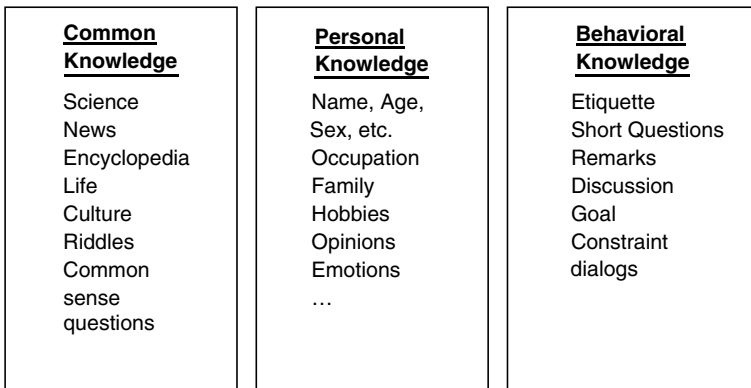 Common
Knowledge
Science
News
Encyclopedia
Life
Culture
Riddles
Common
sense
questions
Personal
Knowledge
Name, Age,
Sex, etc.
Occupation
Family
Hobbies
Opinions
Emotions
…
Behavioral
Knowledge
Etiquette
Short Questions
Remarks
Discussion
Goal
Constraint
dialogs